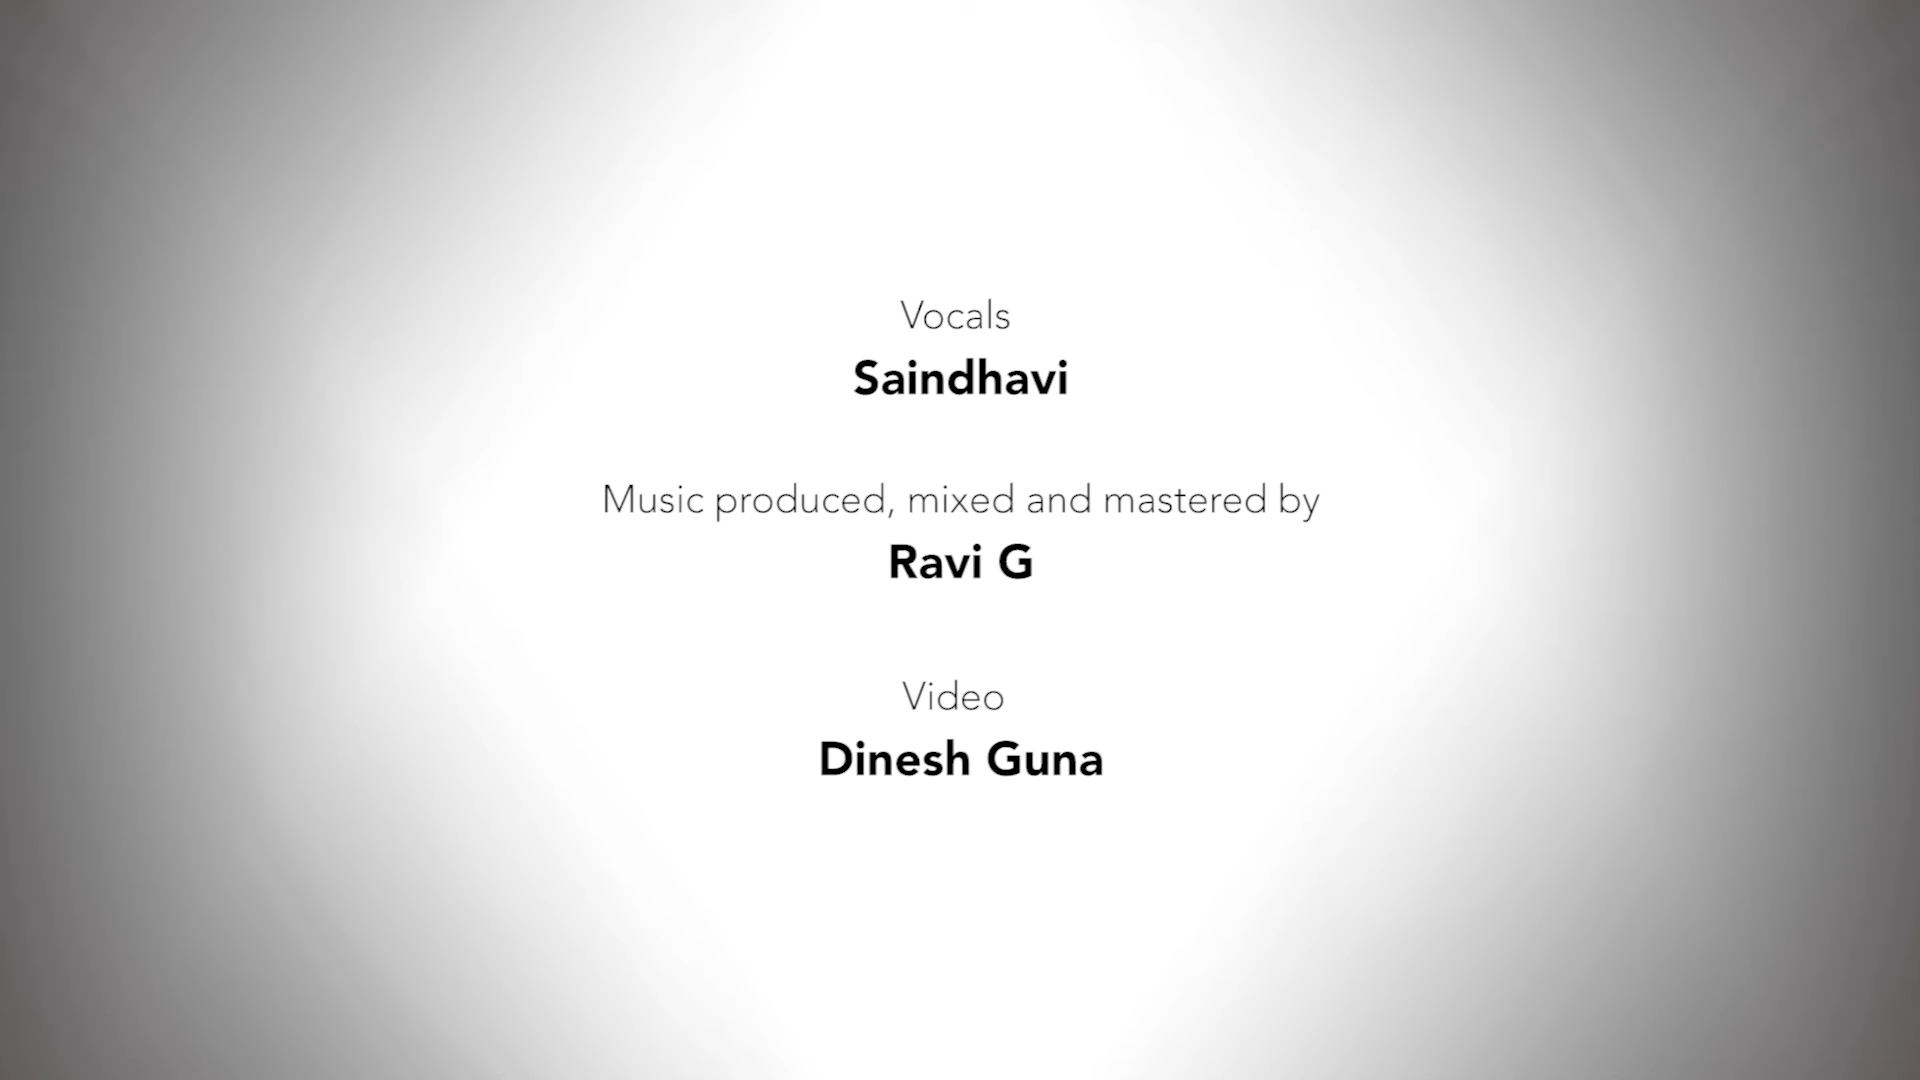 Vocals
Saindhavi
Music produced, mixed and mastered by
Ravi G
Video
Dinesh Guna